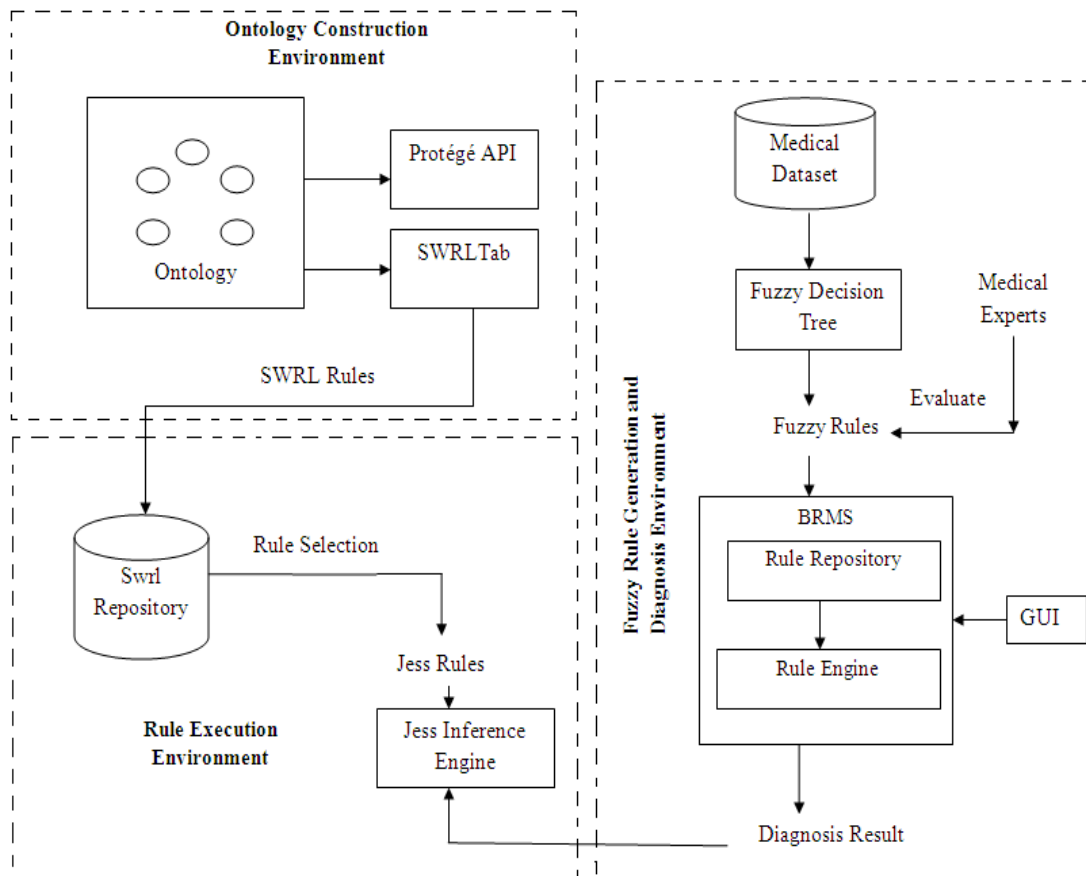 Ontology Construction
Environment
Protégé API
SWRLTab
Ontology
SWRL Rules
Swrl
Repository
Rule Selection
Jess Rules
Jess Inference
Engine
Rule Execution
Environment
Fuzzy Rule Generation and
Diagnosis Environment
Medical
Dataset
Fuzzy Decision
Tree
Medical
Experts
Evaluate
Fuzzy Rules
BRMS
Rule Repository
Rule Engine
GUI
Diagnosis Result